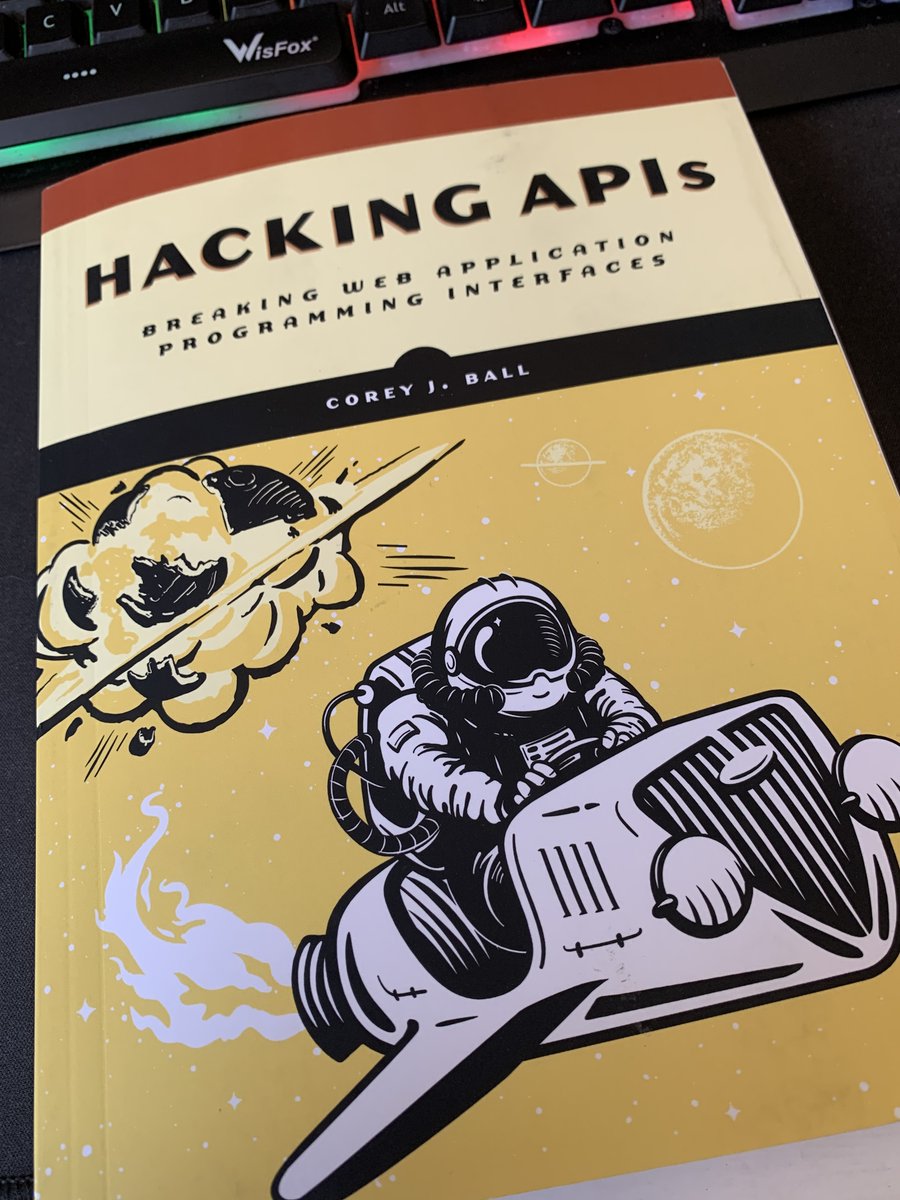 C V B Alt
WisFox®
HACKING APIs
BREAKING WEB APPLICATION
PROGRAMMING INTERFACES
COREY J. BALL